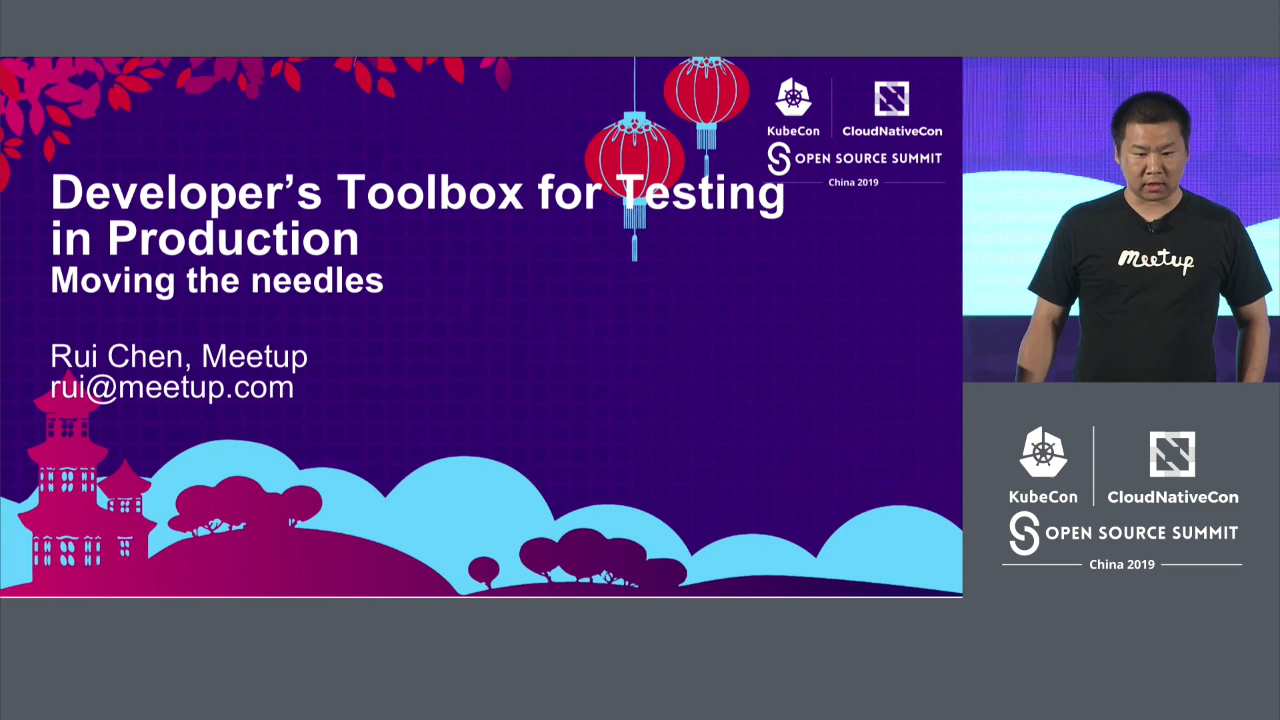 KubeCon
CloudNativeCon
OPEN SOURCE SUMMIT
China 2019
Developer's Toolbox for Testing
in Production
Moving the needles
Rui Chen, Meetup
rui@meetup.com
meetup
KubeCon
CloudNativeCon
OPEN SOURCE SUMMIT
China 2019